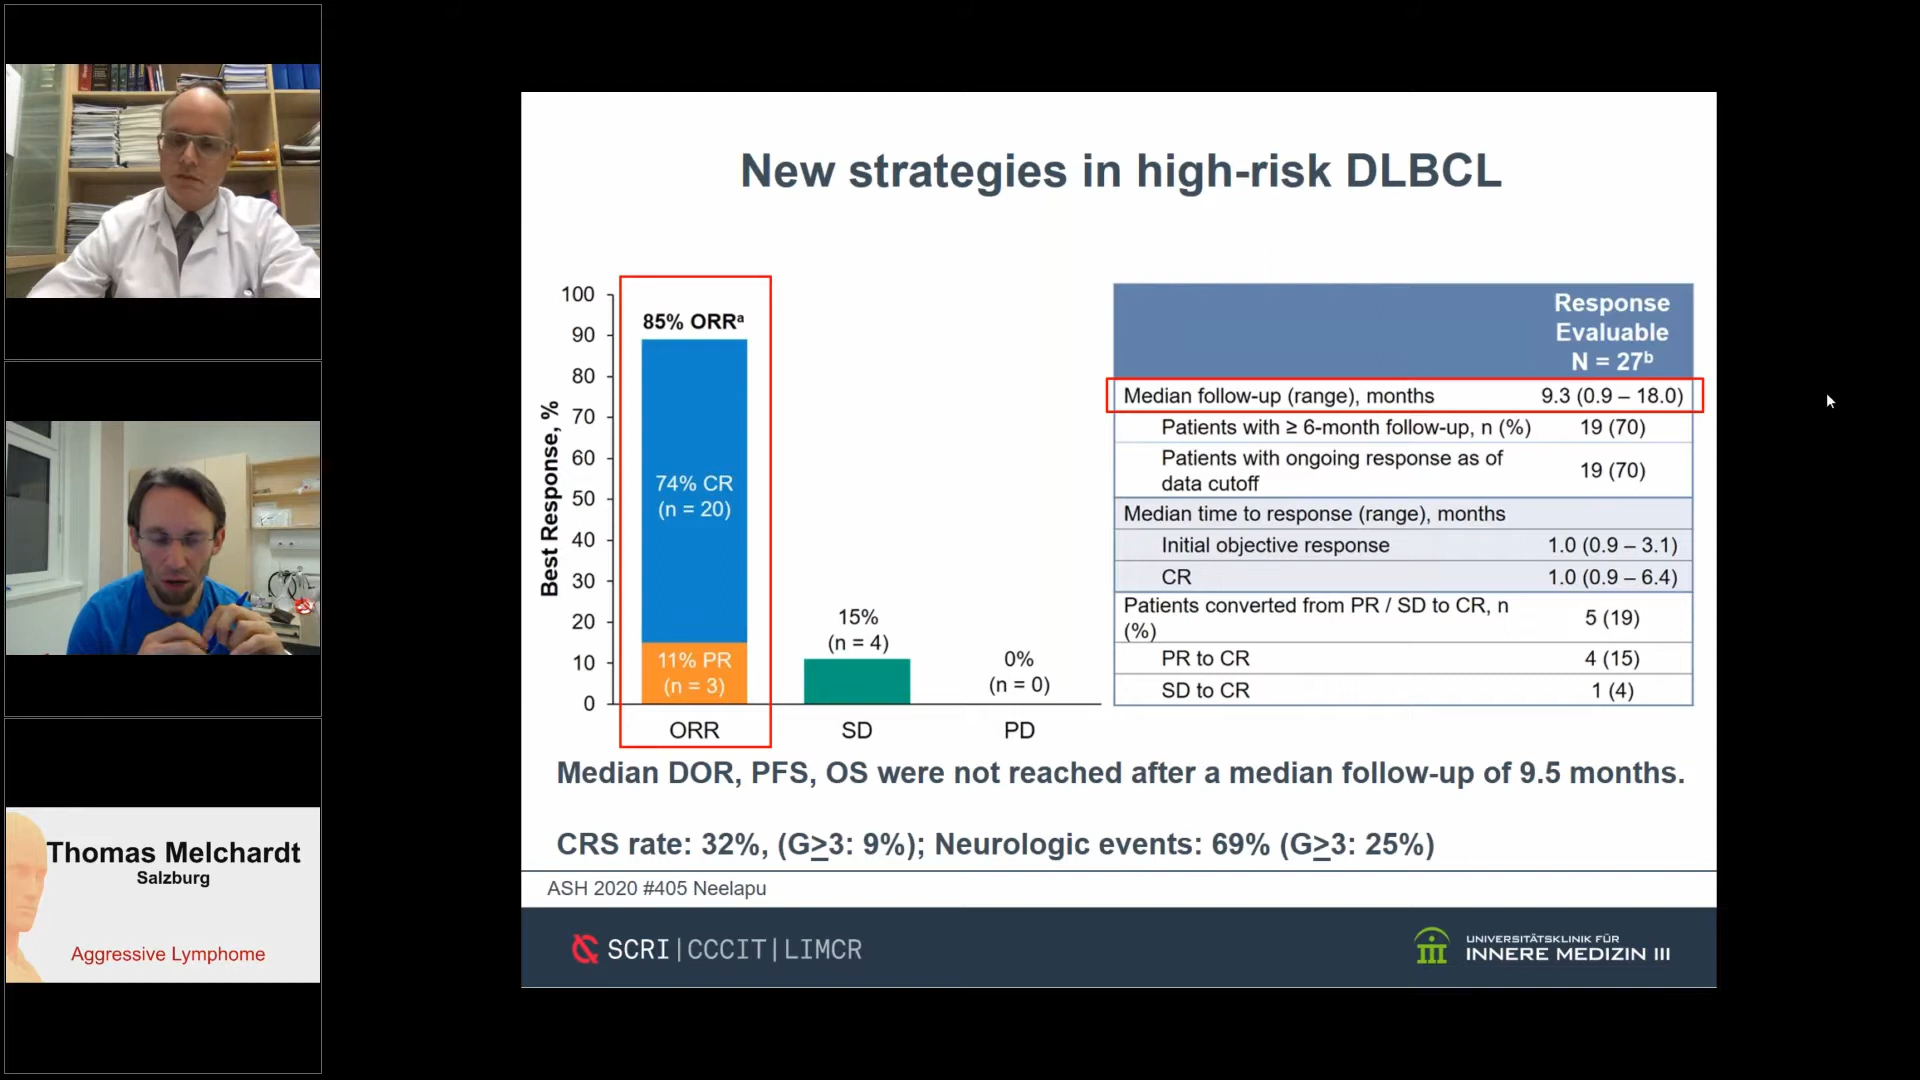 New strategies in high-risk DLBCL
100
90
80
70
60
50
40
30
20
10
0
Best Response, %
85% ORRᵃ
74% CR
(n = 20)
11% PR
(n = 3)
15%
(n = 4)
0%
(n = 0)
ORR
SD
PD
Response
Evaluable
N = 27ᵇ
Median follow-up (range), months 9.3 (0.9 – 18.0)
Patients with ≥ 6-month follow-up, n (%) 19 (70)
Patients with ongoing response as of
data cutoff 19 (70)
Median time to response (range), months
Initial objective response 1.0 (0.9 – 3.1)
CR 1.0 (0.9 – 6.4)
Patients converted from PR / SD to CR, n
(%) 5 (19)
PR to CR 4 (15)
SD to CR 1 (4)
Median DOR, PFS, OS were not reached after a median follow-up of 9.5 months.
CRS rate: 32%, (G≥3: 9%); Neurologic events: 69% (G≥3: 25%)
ASH 2020 #405 Neelapu
SCRI|CCCIT|LIMCR
UNIVERSITÄTSKLINIK FÜR
INNERE MEDIZIN III
Thomas Melchardt
Salzburg
Aggressive Lymphome